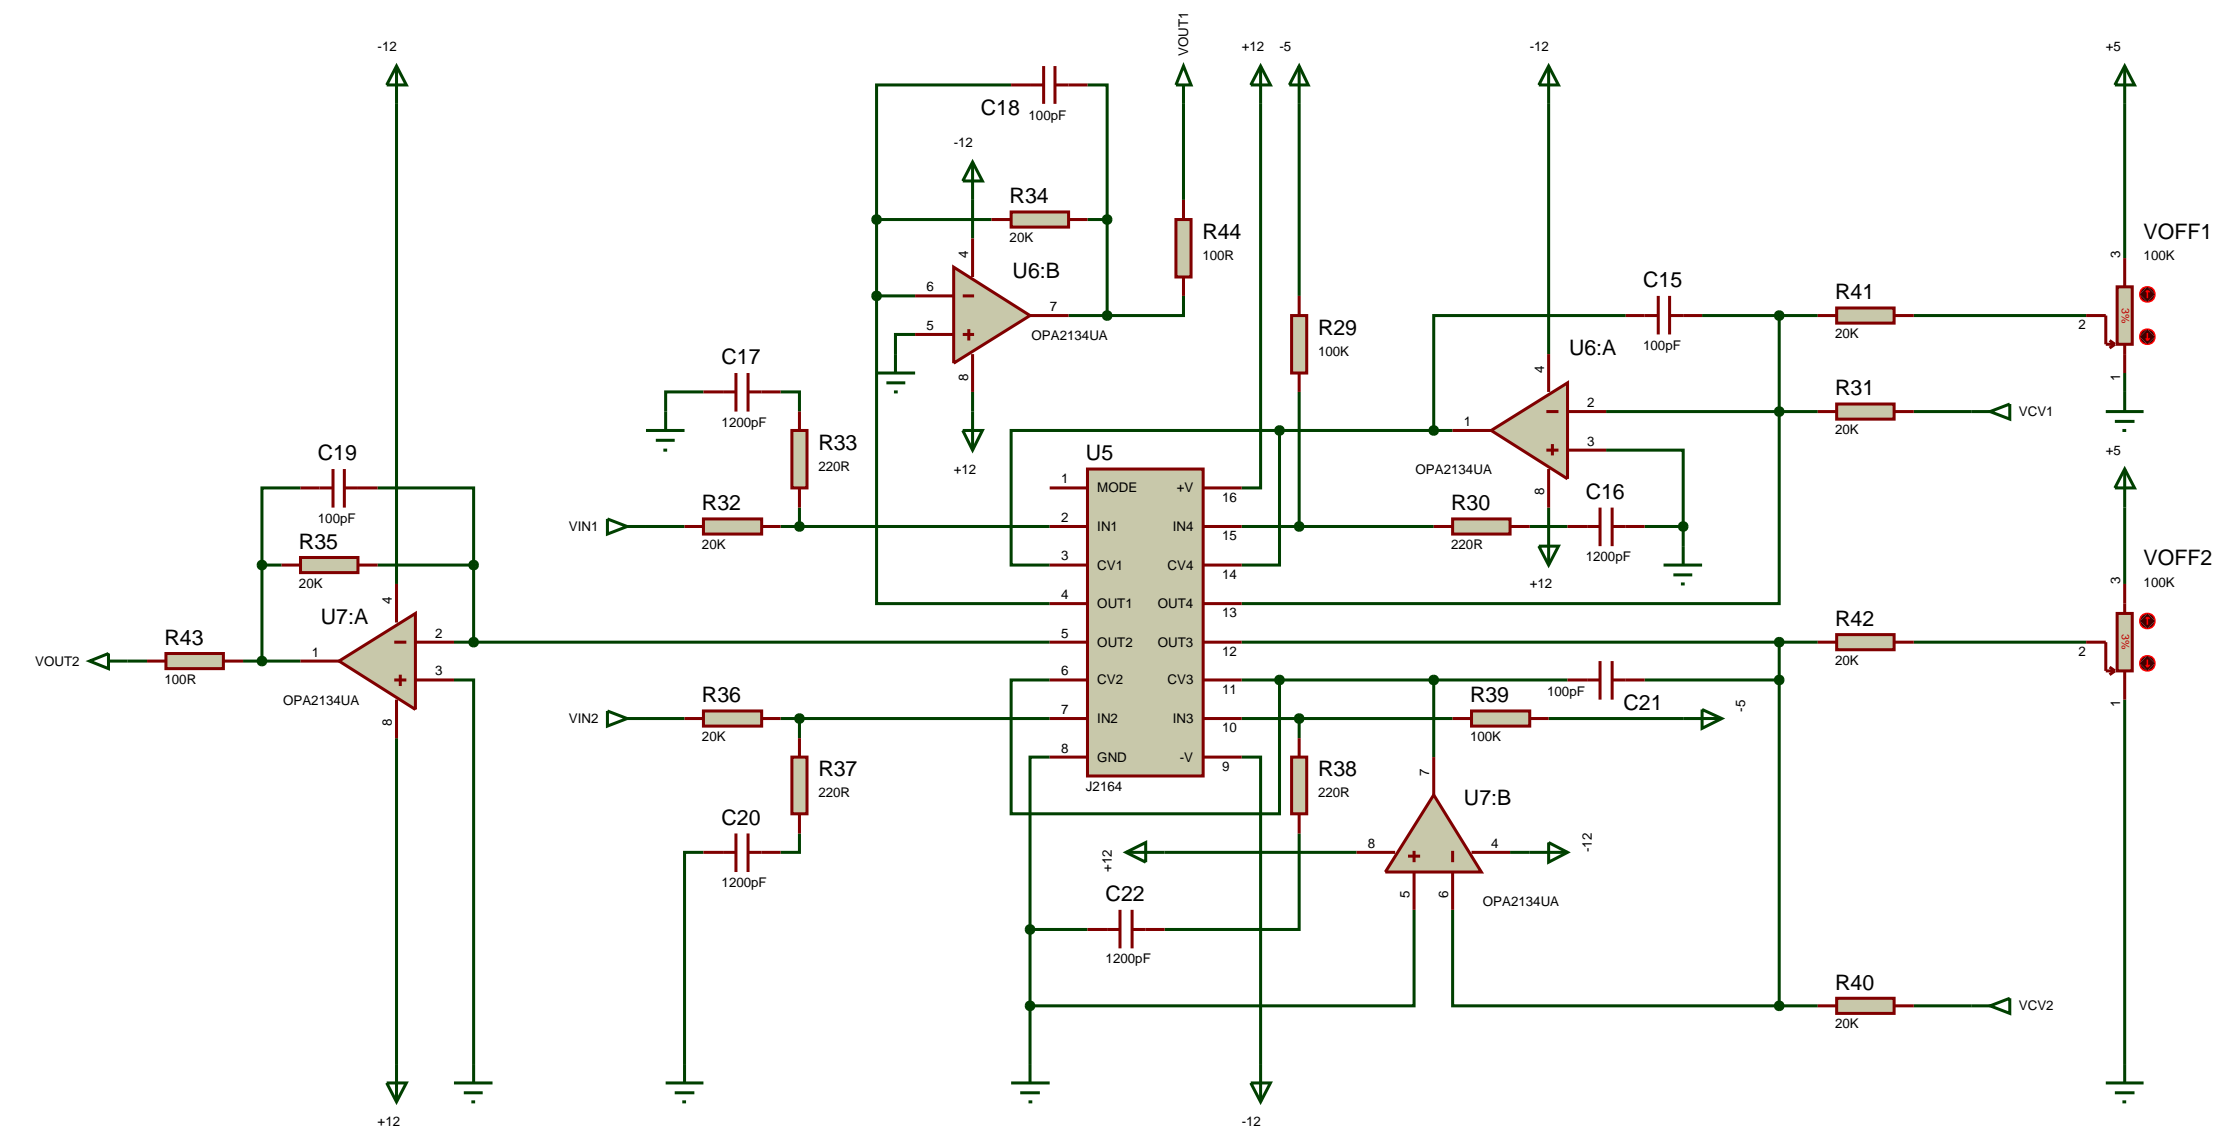 VOUT1
-12
+12
-5
-12
+5
C18
100pF
-12
R34
20K
R44
100R
VOFF1
100K
3
4
U6:B
6
7
5
OPA2134UA
8
+12
C15
100pF
R41
20K
3%
2
1
R29
100K
U6:A
4
2
1
3
OPA2134UA
8
+12
R31
20K
VCV1
C17
1200pF
R33
220R
C19
100pF
R35
20K
VIN1
R32
20K
U5
1
MODE
+V
16
2
IN1
IN4
15
3
CV1
CV4
14
4
OUT1
OUT4
13
5
OUT2
OUT3
12
6
CV2
CV3
11
7
IN2
IN3
10
8
GND
-V
9
J2164
R30
220R
C16
1200pF
+5
VOFF2
100K
3
3%
2
1
U7:A
4
2
1
3
OPA2134UA
8
+12
VOUT2
R43
100R
R42
20K
100pF
C21
R39
100K
-5
VIN2
R36
20K
R37
220R
R38
220R
C20
1200pF
7
U7:B
+12
8
4
-12
5
6
OPA2134UA
C22
1200pF
R40
20K
VCV2
-12